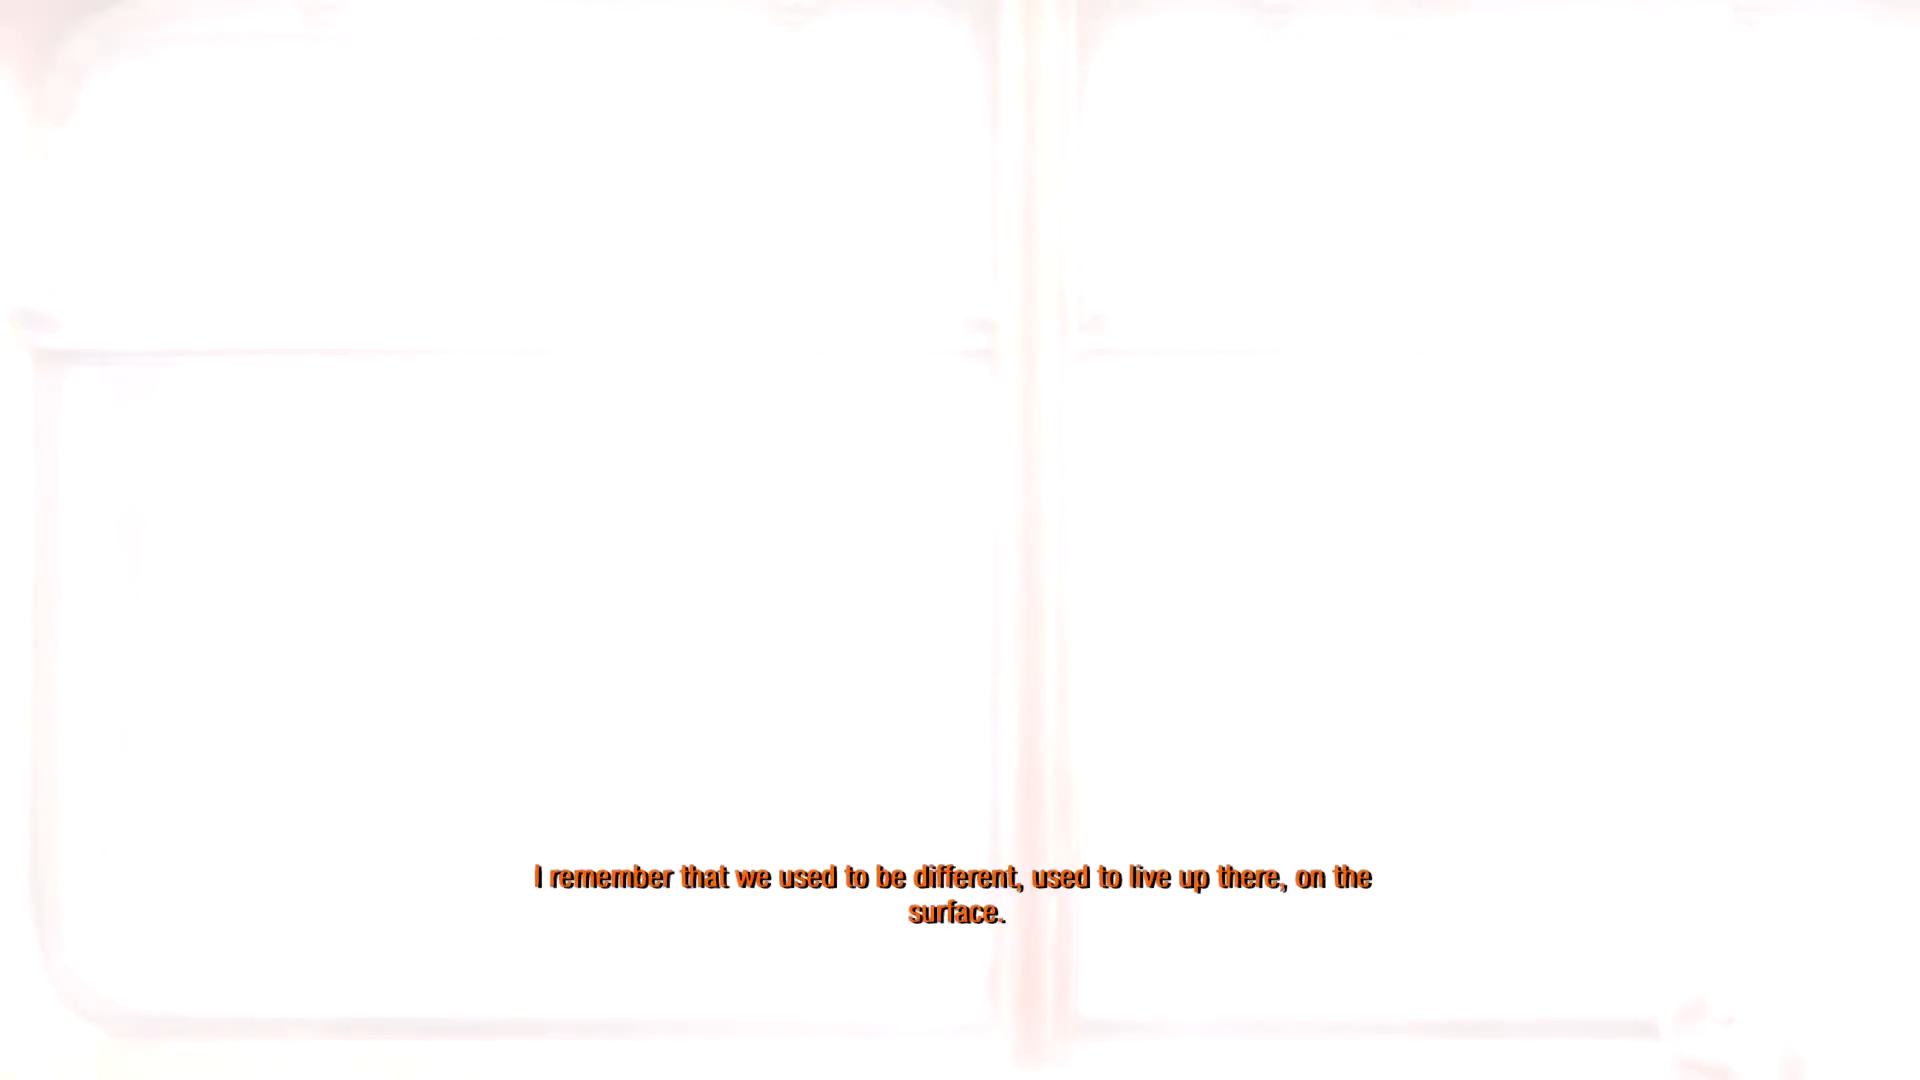 I remember that we used to be different, used to live up there, on the
surface.